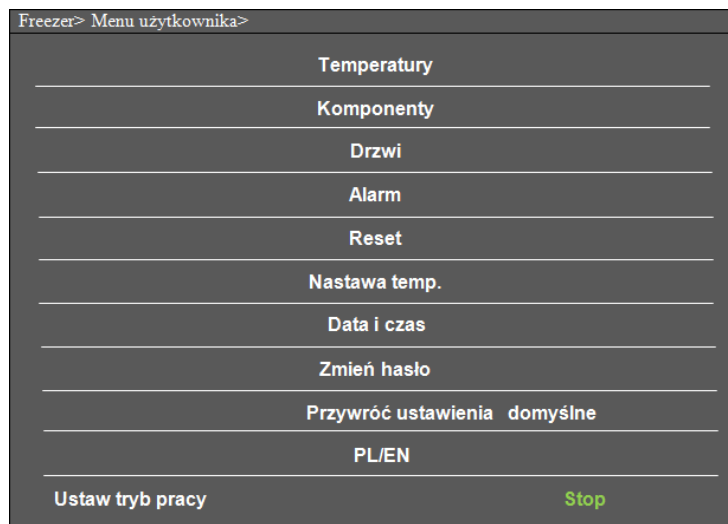 Freezer> Menu użytkownika>
Temperatury
Komponenty
Drzwi
Alarm
Reset
Nastawa temp.
Data i czas
Zmień hasło
Przywróć ustawienia domyślne
PL/EN
Ustaw tryb pracy Stop